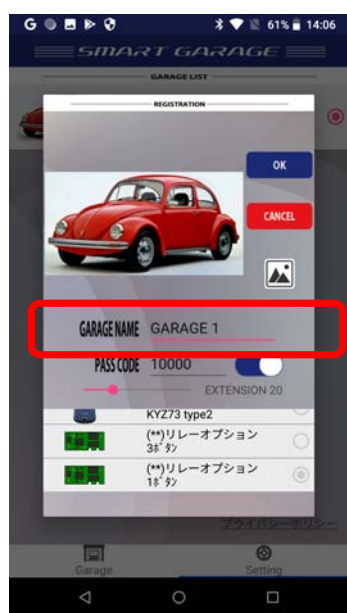 G 61% 14:06
SMART GARAGE
GARAGE LIST
REGISTRATION
OK
CANCEL
GARAGE NAME GARAGE 1
PASS CODE 10000
EXTENSION 20
KYZ73 type2
(**)リレーオプション
3ﾎﾞﾀﾝ
(**)リレーオプション
1ﾎﾞﾀﾝ
プライバシーポリシー
Garage Setting